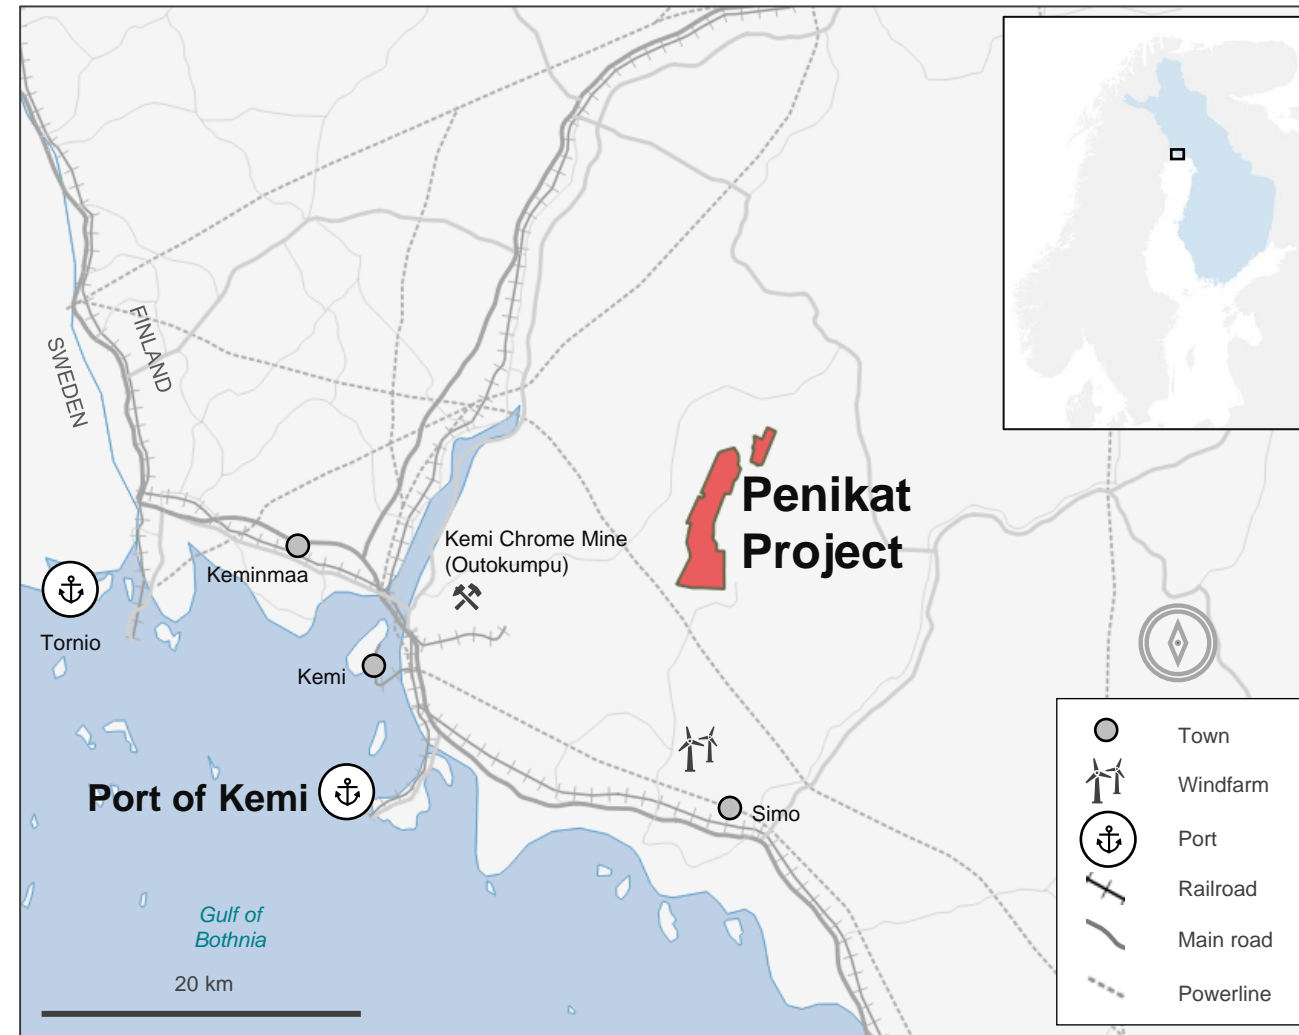 FINLAND
SWEDEN
Penikat
Project
Kemi Chrome Mine
(Outokumpu)
Keminmaa
Tornio
Kemi
Port of Kemi
Simo
Gulf of
Bothnia
20 km
Town
Windfarm
Port
Railroad
Main road
Powerline